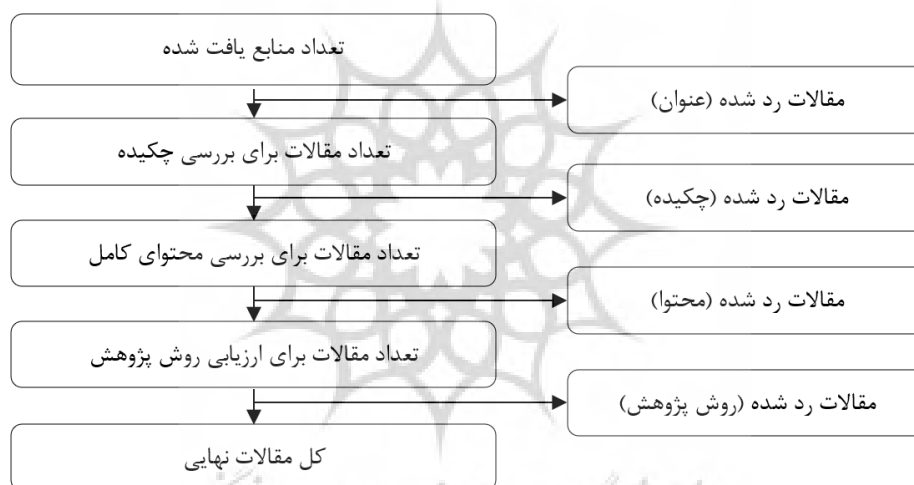 تعداد منابع یافت شده
مقالات رد شده (عنوان)
تعداد مقالات برای بررسی چکیده
مقالات رد شده (چکیده)
تعداد مقالات برای بررسی محتوای کامل
مقالات رد شده (محتوا)
تعداد مقالات برای ارزیابی روش پژوهش
مقالات رد شده (روش پژوهش)
کل مقالات نهایی